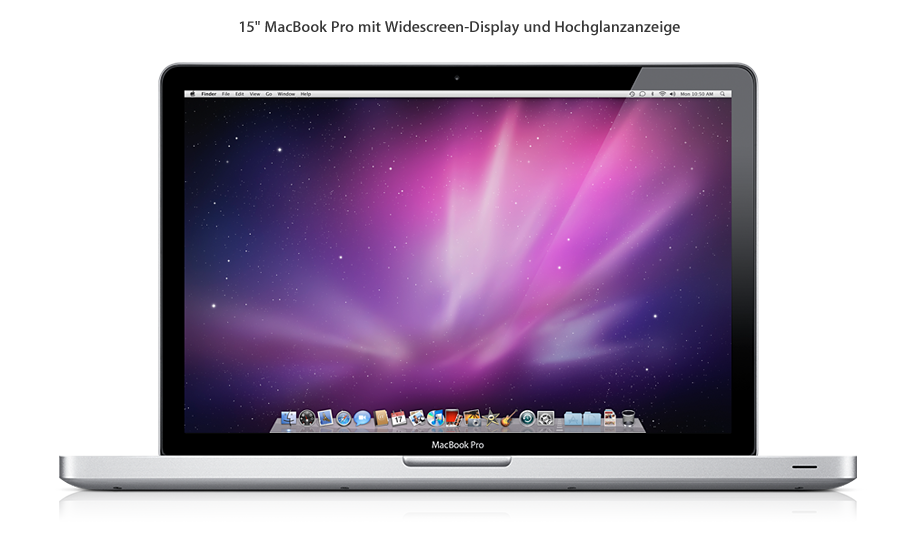 15" MacBook Pro mit Widescreen-Display und Hochglanzanzeige
Finder File Edit View Go Window Help Mon 10:50 AM
17
MacBook Pro